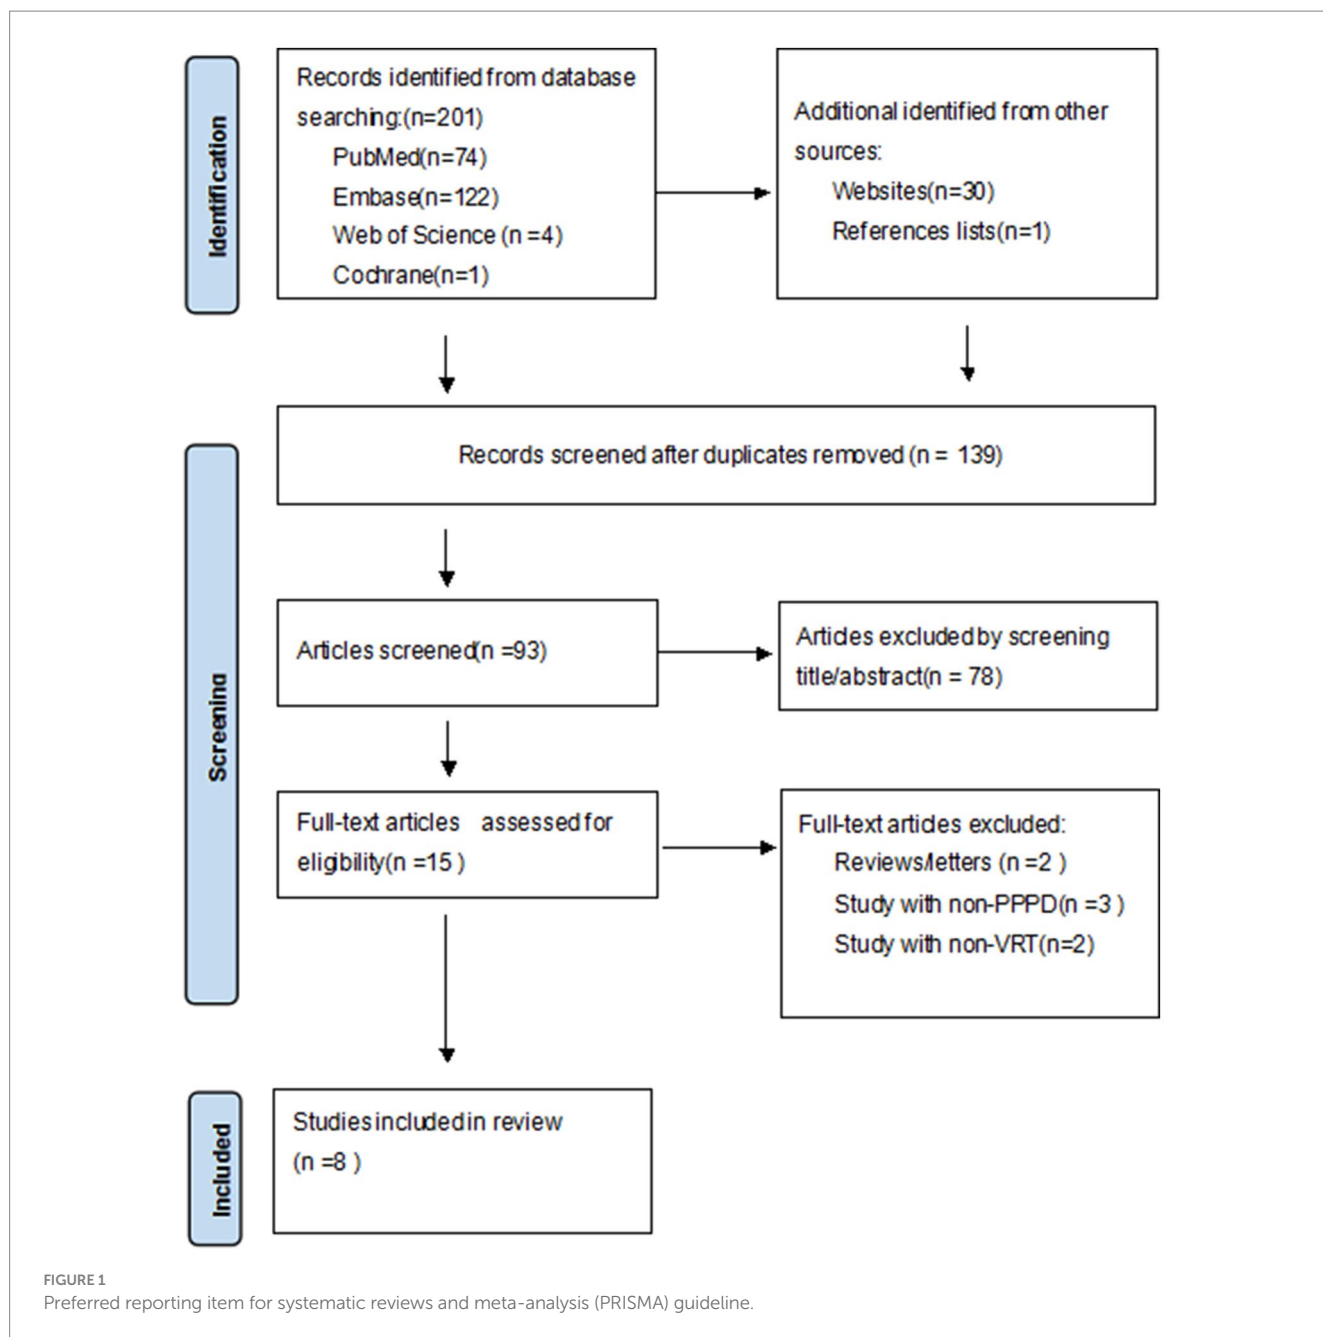 Identification
Records identified from database
searching:(n=201)
PubMed(n=74)
Embase(n=122)
Web of Science (n =4)
Cochrane(n=1)
Additional identified from other
sources:
Websites(n=30)
References lists(n=1)
Screening
Records screened after duplicates removed (n = 139)
Articles screened(n =93)
Articles excluded by screening
title/abstract(n = 78)
Full-text articles assessed for
eligibility(n =15 )
Full-text articles excluded:
Reviews/letters (n =2 )
Study with non-PPPD(n =3 )
Study with non-VRT(n=2)
Included
Studies included in review
(n =8 )
FIGURE 1
Preferred reporting item for systematic reviews and meta-analysis (PRISMA) guideline.